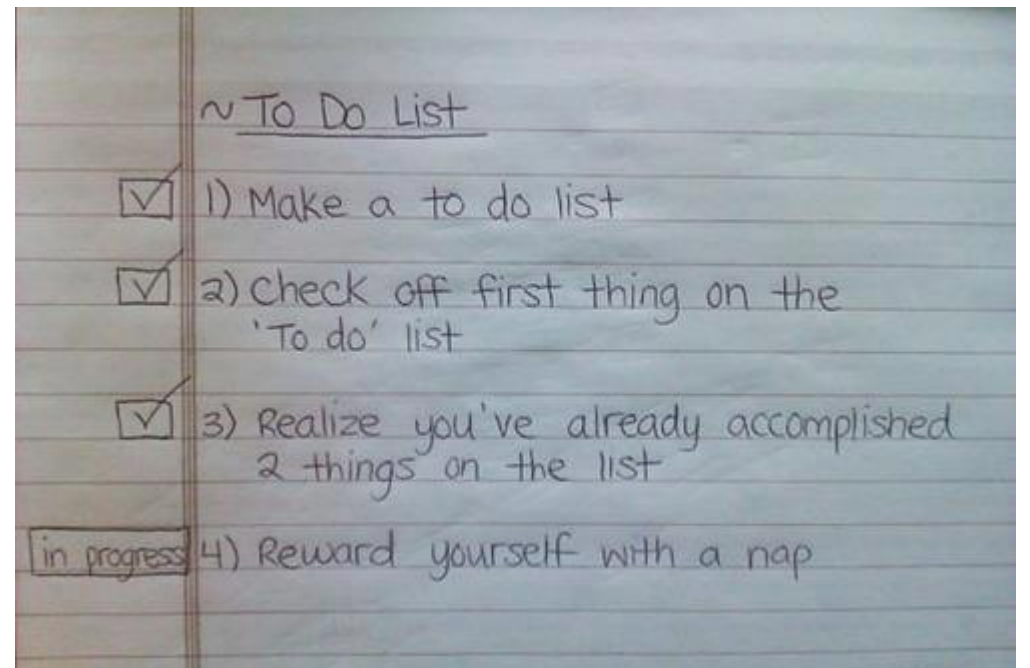 ~ To Do List
1) Make a to do list
2) Check off first thing on the
'To do' list
3) Realize you've already accomplished
2 things on the list
in progress 4) Reward yourself with a nap